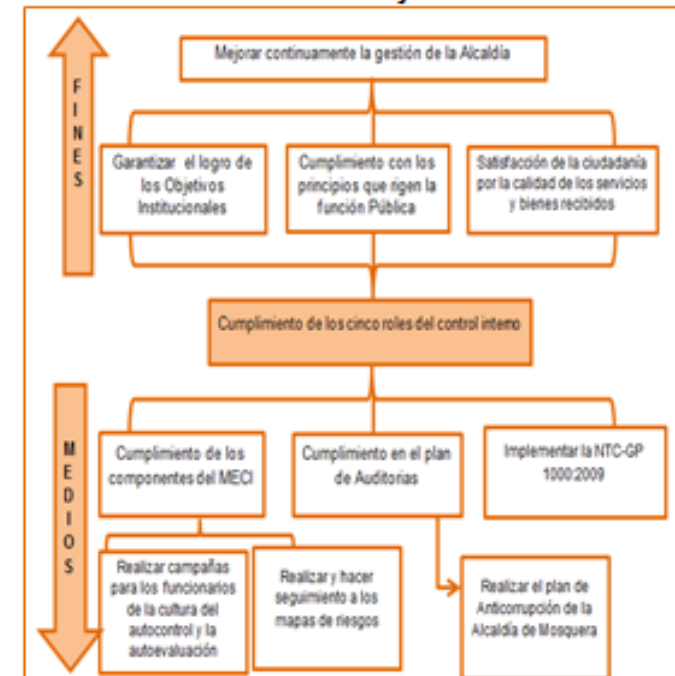 Mejorar continuamente la gestión de la Alcaldía
FINES
Garantizar el logro de
los Objetivos
Institucionales
Cumplimiento con los
principios que rigen la
función Pública
Satisfacción de la ciudadanía
por la calidad de los servicios
y bienes recibidos
Cumplimiento de los cinco roles del control interno
MEDIOS
Cumplimiento de los
componentes del MECI
Cumplimiento en el plan
de Auditorias
Implementar la NTC-GP
1000:2009
Realizar campañas
para los funcionarios
de la cultura del
autocontrol y la
autoevaluación
Realizar y hacer
seguimiento a los
mapas de riesgos
Realizar el plan de
Anticorrupción de la
Alcaldía de Mosquera